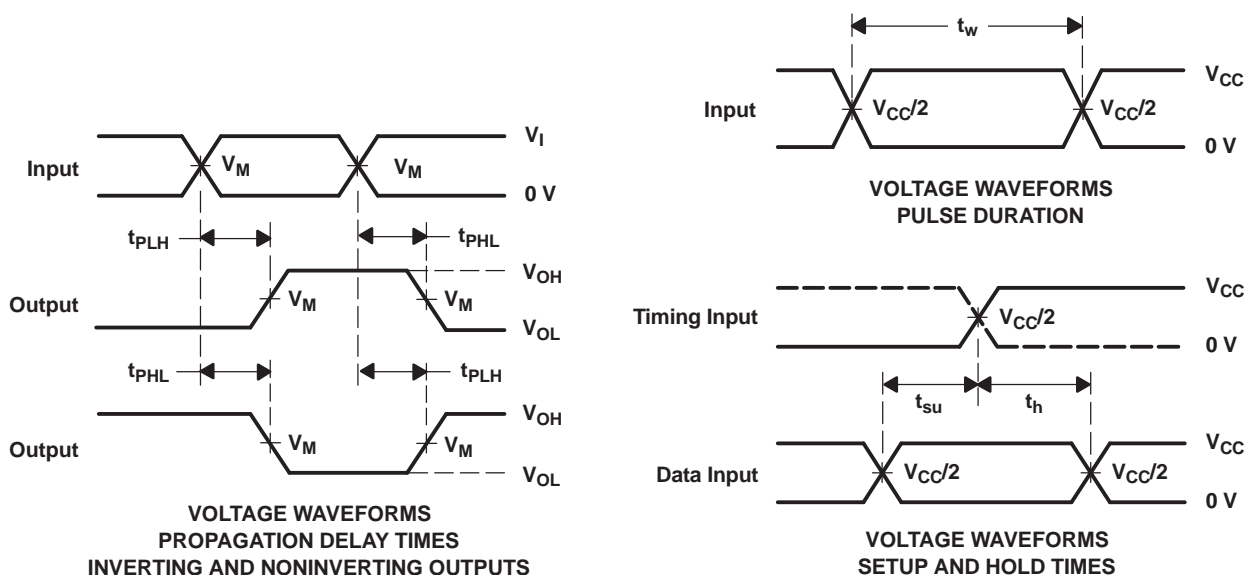 Input
V_M
V_M
V_I
0 V
t_PLH
t_PHL
Output
V_M
V_M
V_OH
V_OL
t_PHL
t_PLH
Output
V_M
V_M
V_OH
V_OL
VOLTAGE WAVEFORMS
PROPAGATION DELAY TIMES
INVERTING AND NONINVERTING OUTPUTS
t_w
Input
V_CC/2
V_CC/2
V_CC
0 V
VOLTAGE WAVEFORMS
PULSE DURATION
Timing Input
V_CC/2
V_CC
0 V
t_su
t_h
Data Input
V_CC/2
V_CC/2
V_CC
0 V
VOLTAGE WAVEFORMS
SETUP AND HOLD TIMES